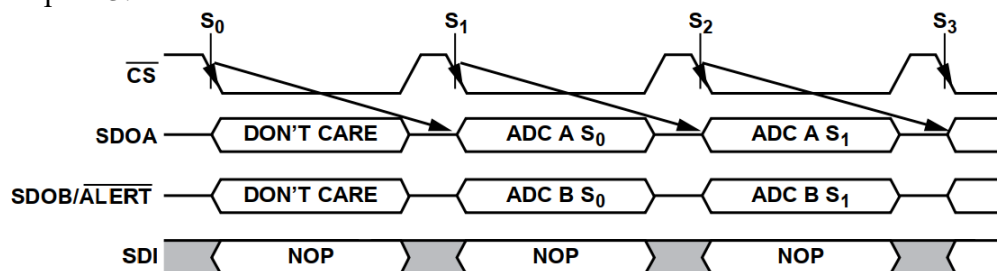 S0 S1 S2 S3
CS
SDOA DON'T CARE ADC A S0 ADC A S1
SDOB/ALERT DON'T CARE ADC B S0 ADC B S1
SDI NOP NOP NOP